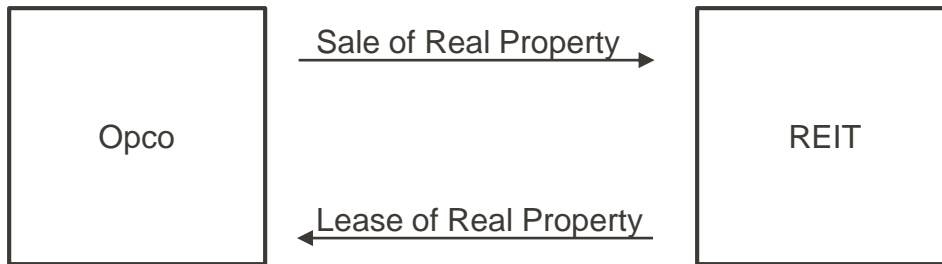 Sale of Real Property
Opco
REIT
Lease of Real Property